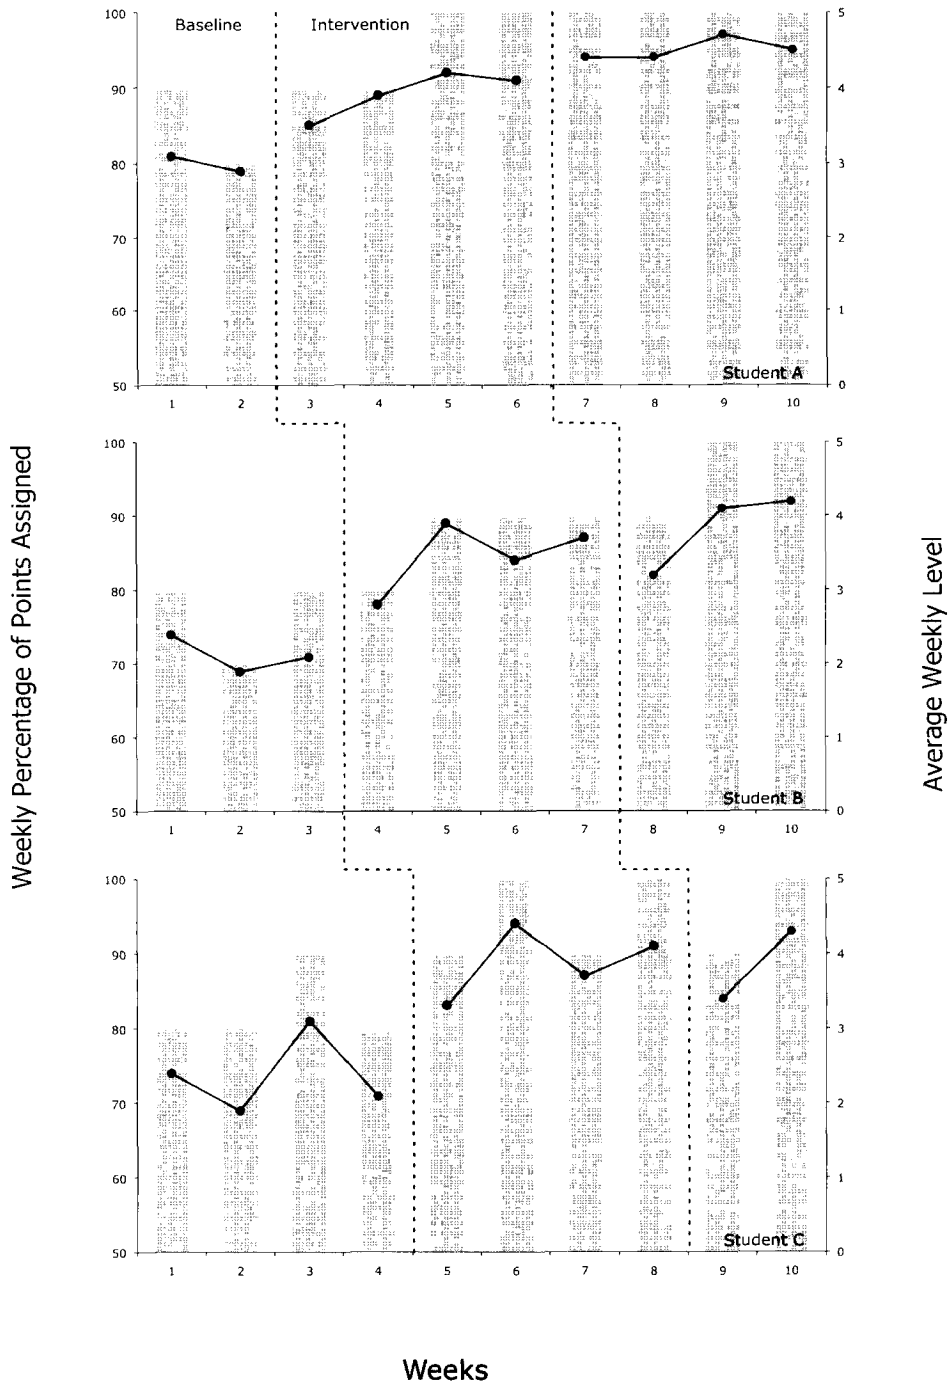 Baseline Intervention
100 5
90 4
80 3
70 2
60 1
50 0
Student A
1 2 3 4 5 6 7 8 9 10
100 5
90 4
80 3
70 2
60 1
50 0
Student B
1 2 3 4 5 6 7 8 9 10
100 5
90 4
80 3
70 2
60 1
50 0
Student C
1 2 3 4 5 6 7 8 9 10
Weekly Percentage of Points Assigned
Average Weekly Level
Weeks